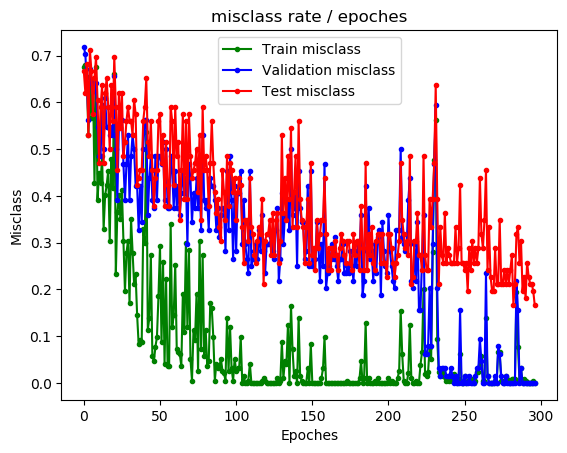 misclass rate / epoches
Train misclass
Validation misclass
Test misclass
Misclass
0.7
0.6
0.5
0.4
0.3
0.2
0.1
0.0
0 50 100 150 200 250 300
Epoches